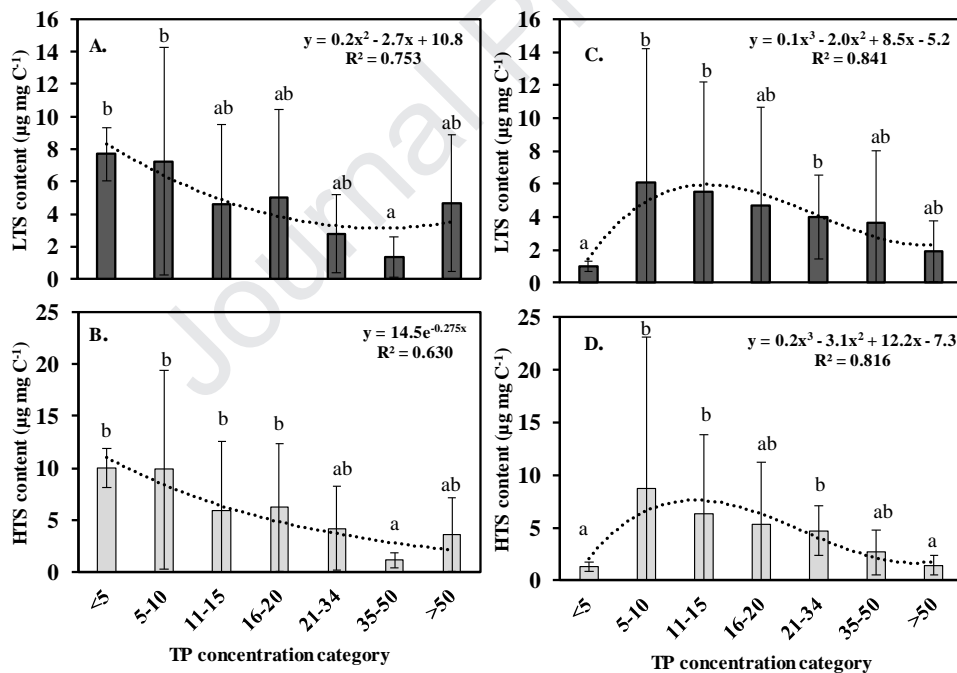 Journal Pr
A.
y = 0.2x² - 2.7x + 10.8
R² = 0.753
LTS content (µg mg C⁻¹)
16
14
12
10
8
6
4
2
0
b
b
ab
ab
ab
a
ab
C.
y = 0.1x³ - 2.0x² + 8.5x - 5.2
R² = 0.841
LTS content (µg mg C⁻¹)
16
14
12
10
8
6
4
2
0
a
b
b
ab
b
ab
ab
B.
y = 14.5e⁻⁰·²⁷⁵ˣ
R² = 0.630
HTS content (µg mg C⁻¹)
25
20
15
10
5
0
b
b
b
b
ab
a
ab
<5
5-10
11-15
16-20
21-34
35-50
>50
TP concentration category
D.
y = 0.2x³ - 3.1x² + 12.2x - 7.3
R² = 0.816
HTS content (µg mg C⁻¹)
25
20
15
10
5
0
a
b
b
ab
b
ab
a
<5
5-10
11-15
16-20
21-34
35-50
>50
TP concentration category